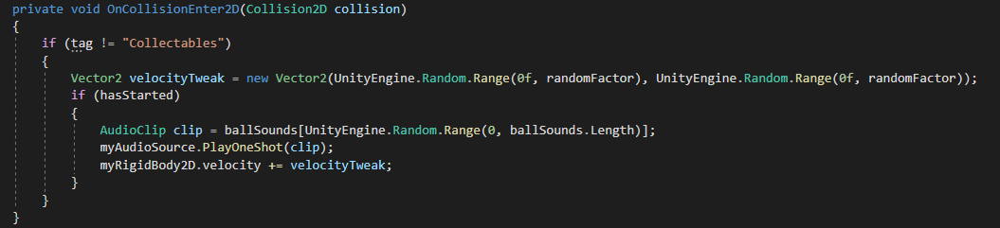 private void OnCollisionEnter2D(Collision2D collision)
{
if (tag != "Collectables")
{
Vector2 velocityTweak = new Vector2(UnityEngine.Random.Range(0f, randomFactor), UnityEngine.Random.Range(0f, randomFactor));
if (hasStarted)
{
AudioClip clip = ballSounds[UnityEngine.Random.Range(0, ballSounds.Length)];
myAudioSource.PlayOneShot(clip);
myRigidBody2D.velocity += velocityTweak;
}
}
}